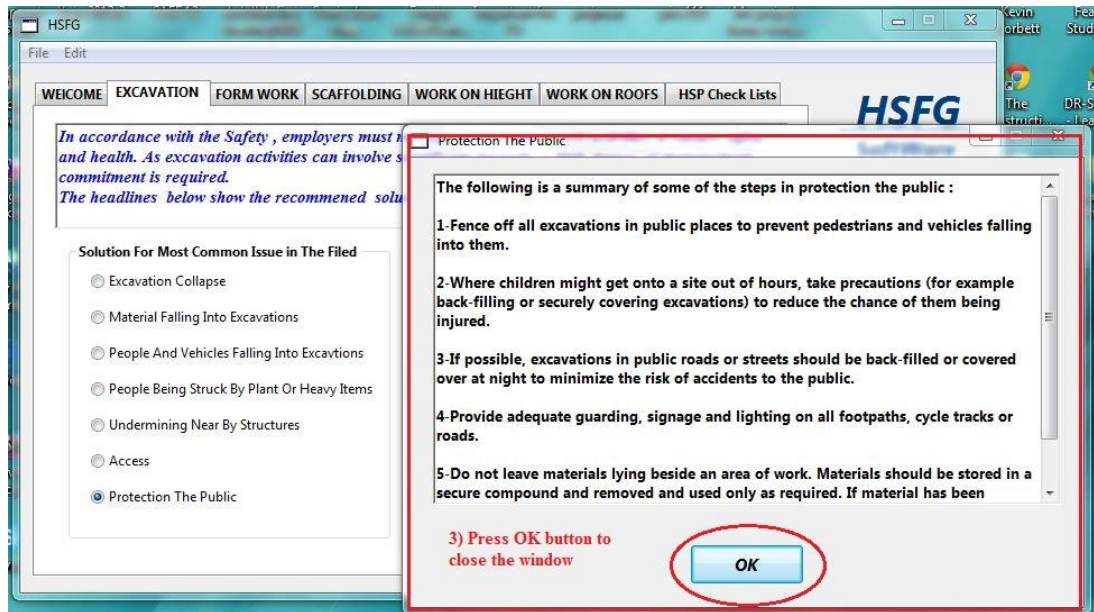 Kevin
Fea
orbett
Stud
HSFG
File Edit
WEICOME EXCAVATION FORM WORK SCAFFOLDING WORK ON HIEGHT WORK ON ROOFS HSP Check Lists
HSFG
The
DR-S
In accordance with the Safety , employers must
and health. As excavation activities can involve
commitment is required.
The headlines below show the recommened solu
Solution For Most Common Issue in The Filed
Excavation Collapse
Material Falling Into Excavations
People And Vehicles Falling Into Excavtions
People Being Struck By Plant Or Heavy Items
Undermining Near By Structures
Access
Protection The Public
Protection The Public
The following is a summary of some of the steps in protection the public :
1-Fence off all excavations in public places to prevent pedestrians and vehicles falling
into them.
2-Where children might get onto a site out of hours, take precautions (for example
back-filling or securely covering excavations) to reduce the chance of them being
injured.
3-If possible, excavations in public roads or streets should be back-filled or covered
over at night to minimize the risk of accidents to the public.
4-Provide adequate guarding, signage and lighting on all footpaths, cycle tracks or
roads.
5-Do not leave materials lying beside an area of work. Materials should be stored in a
secure compound and removed and used only as required. If material has been
3) Press OK button to
close the window
OK